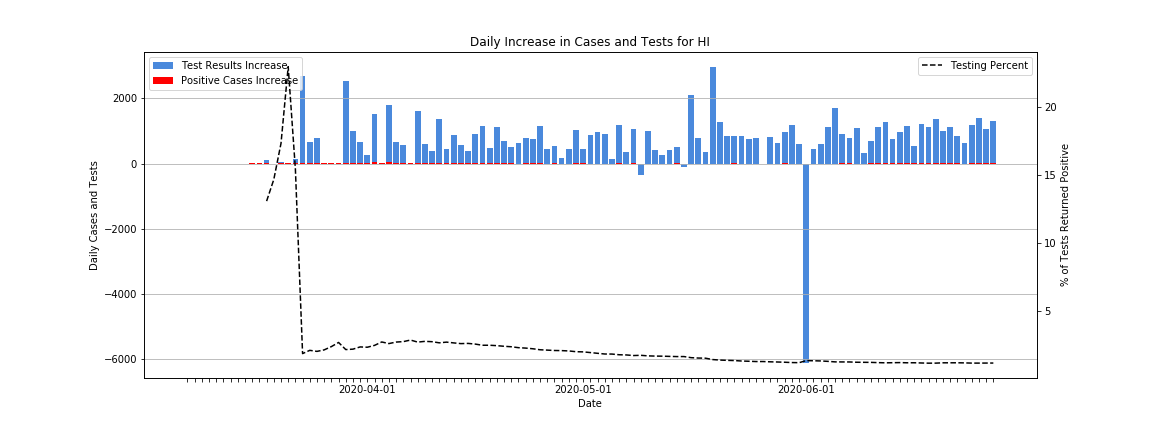 Daily Increase in Cases and Tests for HI
Test Results Increase
Positive Cases Increase
Testing Percent
2000
0
−2000
−4000
−6000
Daily Cases and Tests
20
15
10
5
% of Tests Returned Positive
2020-04-01
2020-05-01
2020-06-01
Date